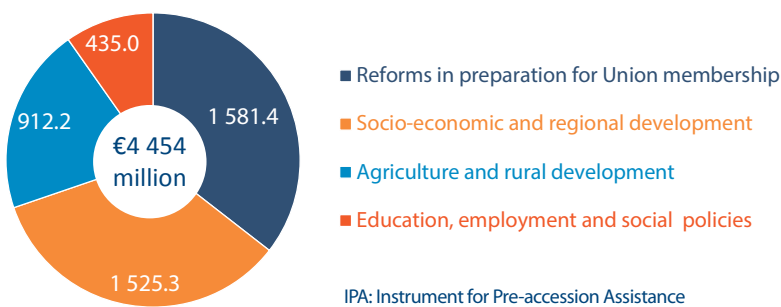 435.0
1 581.4
912.2
€4 454
million
1 525.3
Reforms in preparation for Union membership
Socio-economic and regional development
Agriculture and rural development
Education, employment and social policies
IPA: Instrument for Pre-accession Assistance